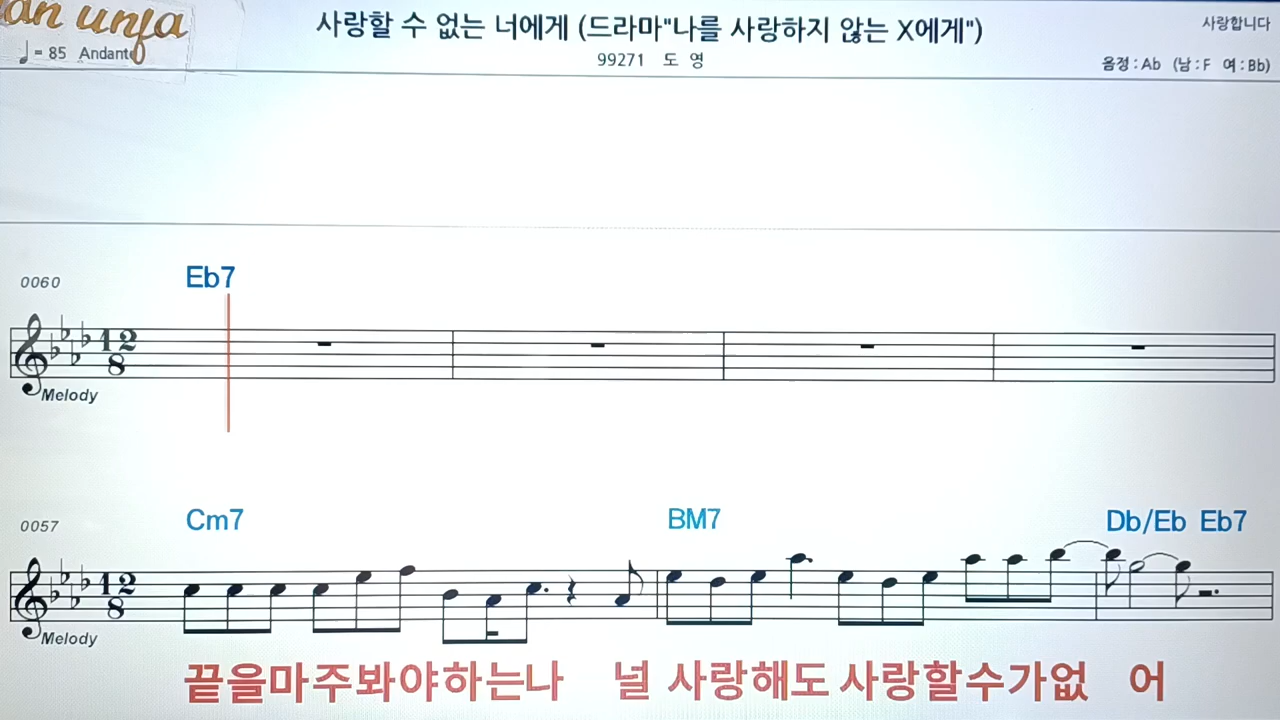 an unfa
사랑할 수 없는 너에게 (드라마"나를 사랑하지 않는 X에게")
사랑합니다
♩= 85 Andante
99271 도 영
음정 : Ab (남 : F 여 : Bb)
0060
Eb7
12
8
Melody
0057
Cm7 BM7 Db/Eb Eb7
12
8
Melody
끝을마주봐야하는나 널 사랑해도 사랑할수가없 어